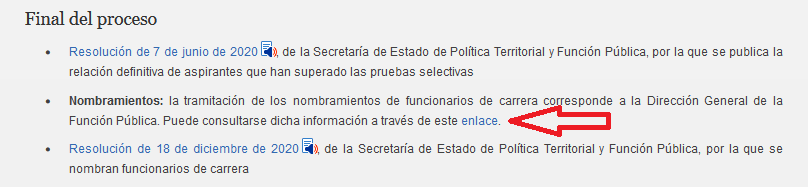 Final del proceso
Resolución de 7 de junio de 2020, de la Secretaría de Estado de Política Territorial y Función Pública, por la que se publica la
relación definitiva de aspirantes que han superado las pruebas selectivas
Nombramientos: la tramitación de los nombramientos de funcionarios de carrera corresponde a la Dirección General de la
Función Pública. Puede consultarse dicha información a través de este enlace.
Resolución de 18 de diciembre de 2020, de la Secretaría de Estado de Política Territorial y Función Pública, por la que se
nombran funcionarios de carrera